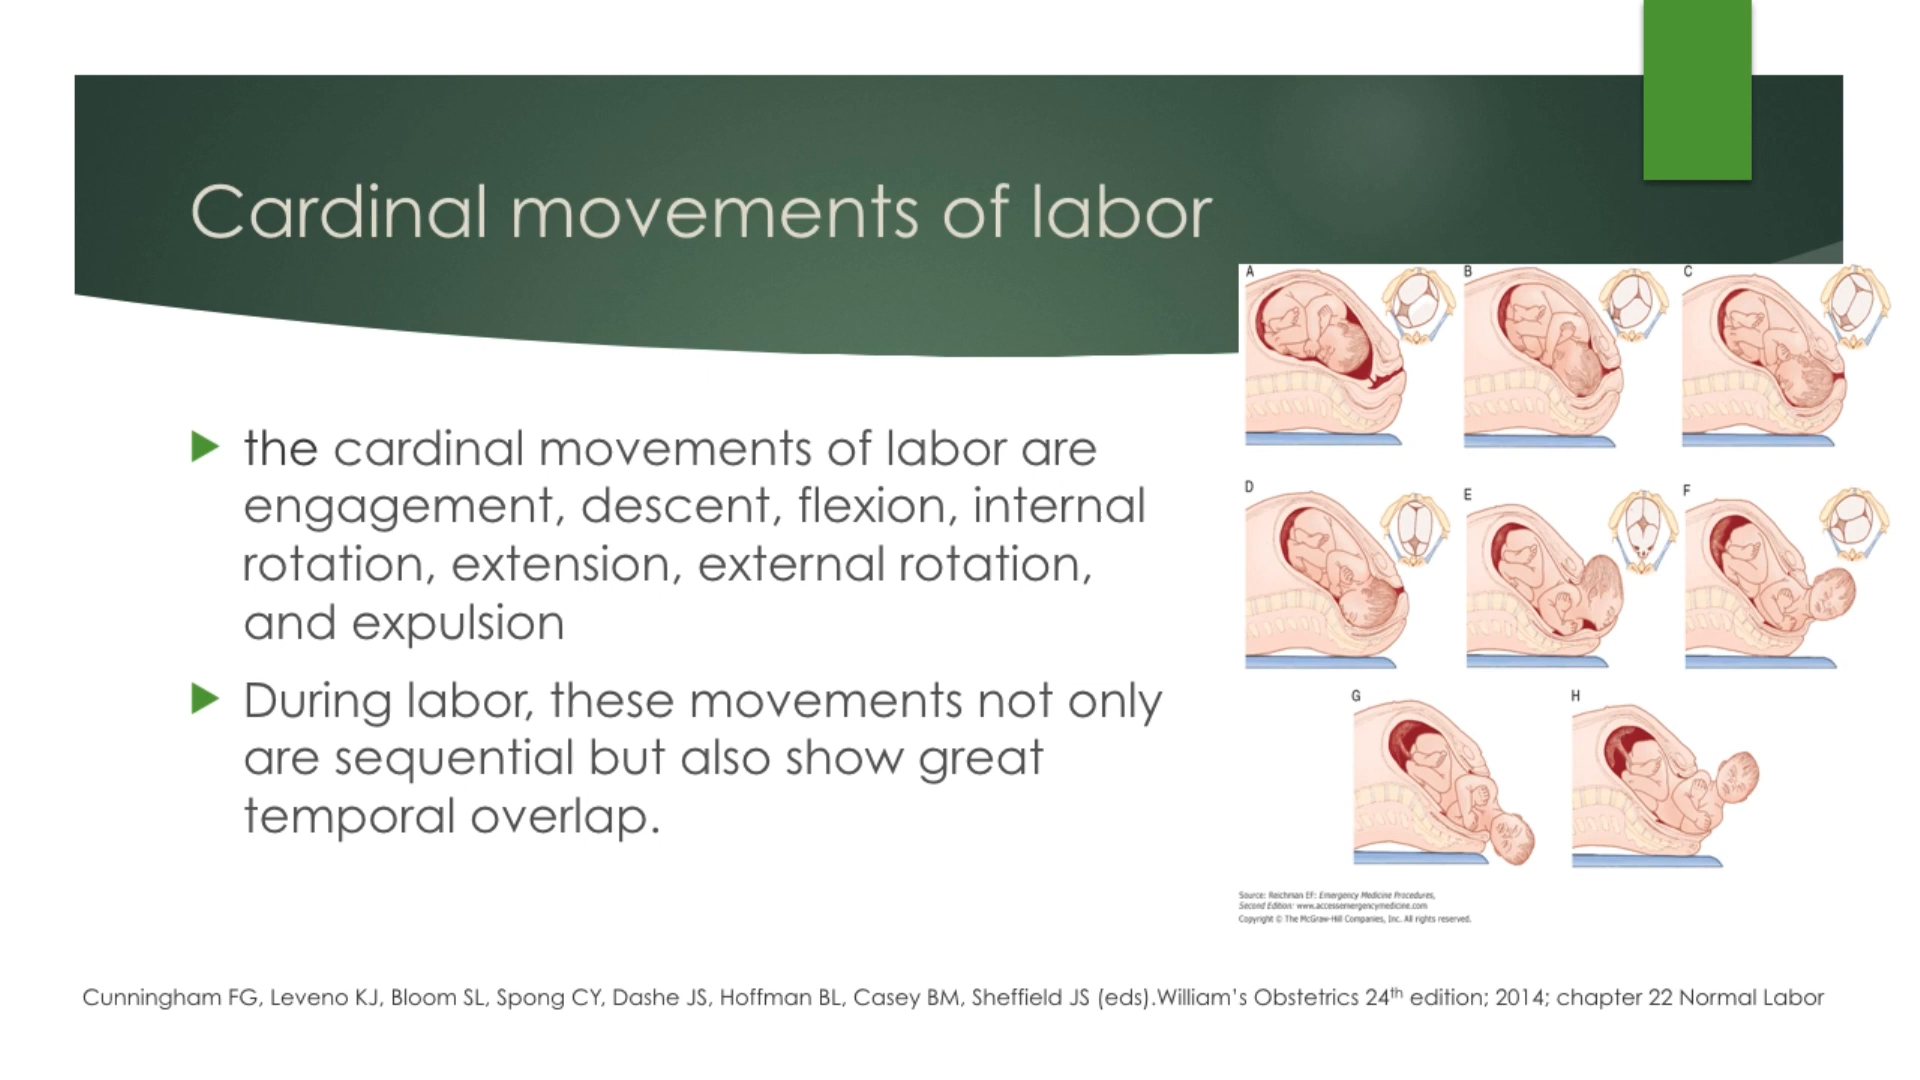 Cardinal movements of labor
the cardinal movements of labor are
engagement, descent, flexion, internal
rotation, extension, external rotation,
and expulsion
During labor, these movements not only
are sequential but also show great
temporal overlap.
A
B
C
D
E
F
G
H
Source: Reichman EF: Emergency Medicine Procedures,
Second Edition: www.accessemergencymedicine.com
Copyright © The McGraw-Hill Companies, Inc. All rights reserved.
Cunningham FG, Leveno KJ, Bloom SL, Spong CY, Dashe JS, Hoffman BL, Casey BM, Sheffield JS (eds).William’s Obstetrics 24th edition; 2014; chapter 22 Normal Labor